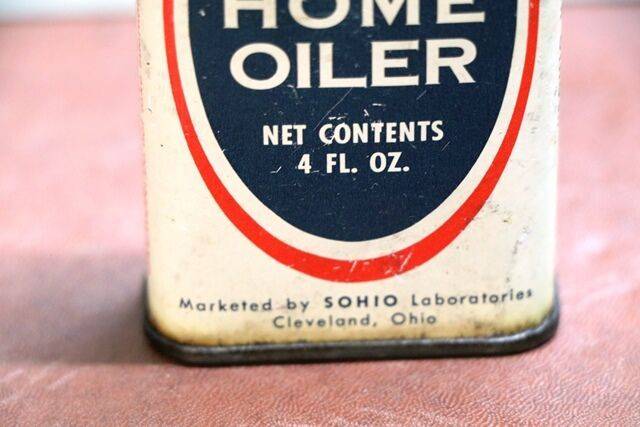 HOME
OILER
NET CONTENTS
4 FL. OZ.
Marketed by SOHIO Laboratories
Cleveland, Ohio